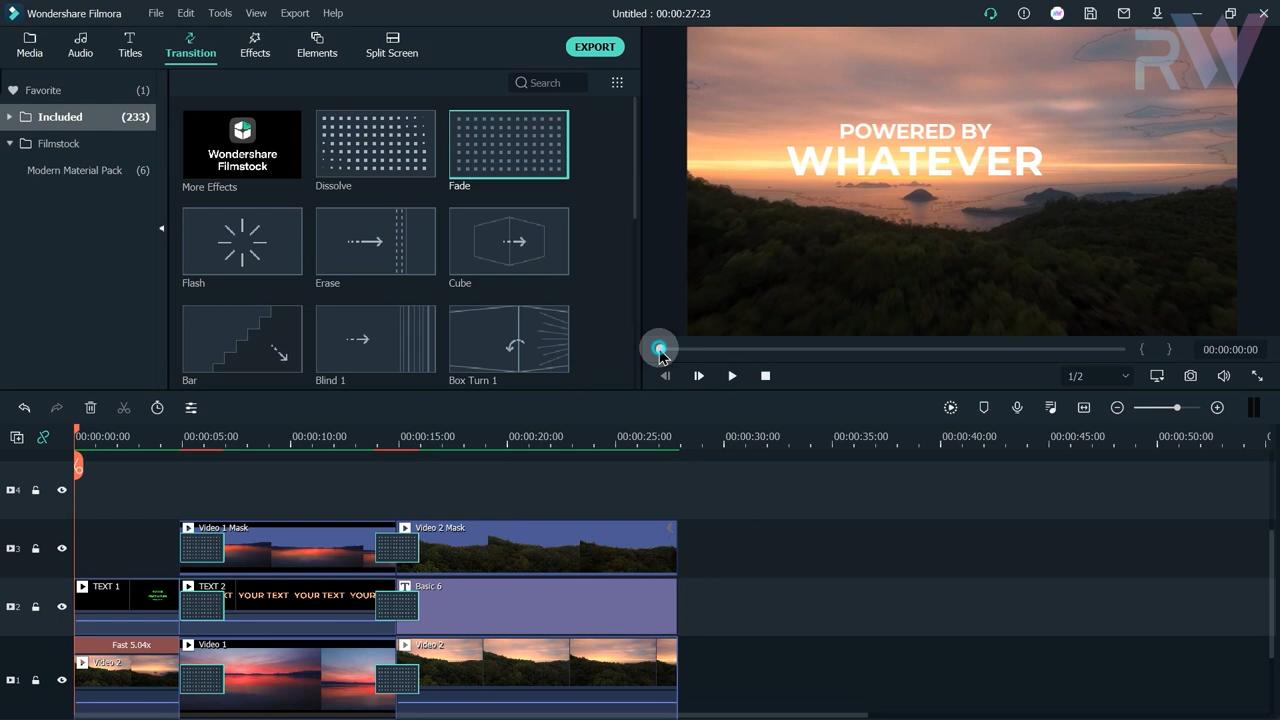 Wondershare Filmora
File Edit Tools View Export Help
Untitled : 00:00:27:23
Media Audio Titles Transition Effects Elements Split Screen
EXPORT
Favorite (1)
Included (233)
Filmstock
Modern Material Pack (6)
Search
Wondershare
Filmstock
More Effects
Dissolve
Fade
Flash
Erase
Cube
Bar
Blind 1
Box Turn 1
RW
POWERED BY
WHATEVER
{ } 00:00:00:00
1/2
00:00:00:00 00:00:05:00 00:00:10:00 00:00:15:00 00:00:20:00 00:00:25:00 00:00:30:00 00:00:35:00 00:00:40:00 00:00:45:00 00:00:50:00
4
3
Video 1 Mask
Video 2 Mask
2
TEXT 1
TEXT 2
YOUR TEXT YOUR TEXT
Basic 6
1
Fast 5.04x
Video 2
Video 1
Video 2